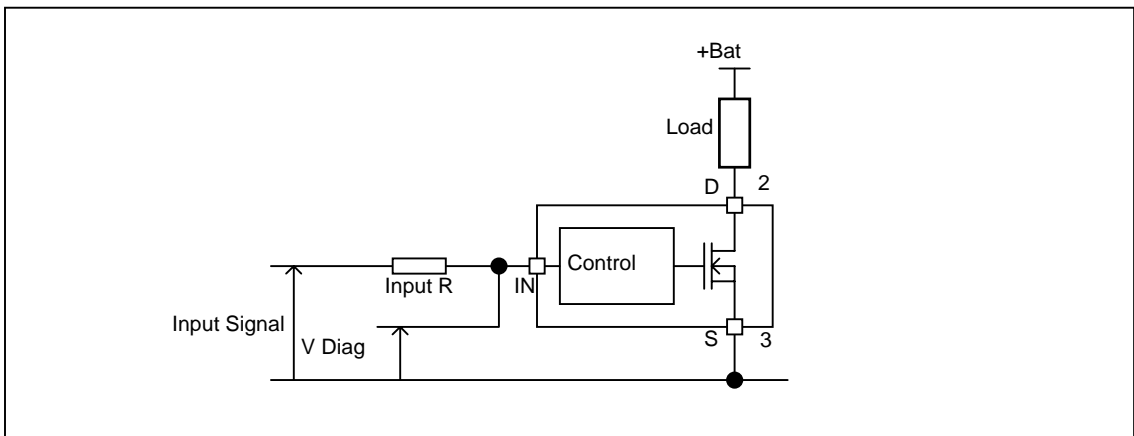 +Bat
Load
D 2
Control
Input R IN
Input Signal
V Diag
S 3